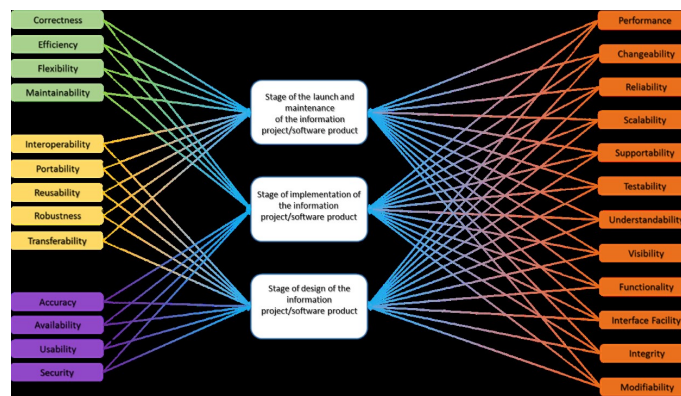 Correctness
Efficiency
Flexibility
Maintainability
Interoperability
Portability
Reusability
Robustness
Transferability
Accuracy
Availability
Usability
Security
Stage of the launch and
maintenance
of the information
project/software product
Stage of implementation of
the information
project/software product
Stage of design of the
information
project/software product
Performance
Changeability
Reliability
Scalability
Supportability
Testability
Understandability
Visibility
Functionality
Interface Facility
Integrity
Modifiability